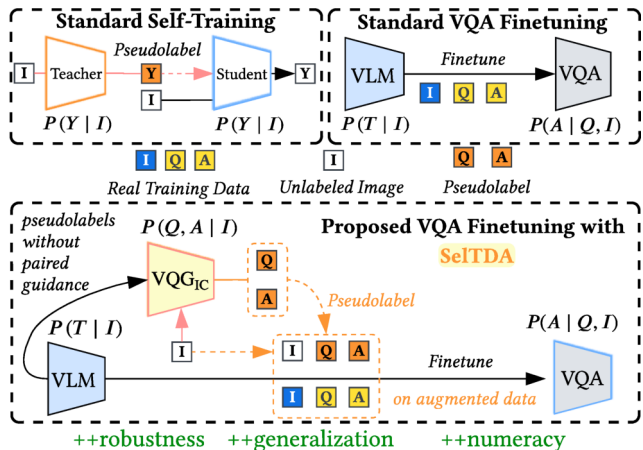 Standard Self-Training
Pseudolabel
I
Teacher
Y
Student
Y
I
P(Y | I)
P(Y | I)
Standard VQA Finetuning
Finetune
VLM
VQA
I Q A
P(T | I)
P(A | Q, I)
I Q A
Real Training Data
I
Unlabeled Image
Q A
Pseudolabel
Proposed VQA Finetuning with
SelTDA
pseudolabels
without
paired
guidance
P(Q, A | I)
VQG_IC
Q
A
Pseudolabel
P(T | I)
I
I Q A
P(A | Q, I)
VLM
Finetune
VQA
I Q A
on augmented data
++robustness ++generalization ++numeracy